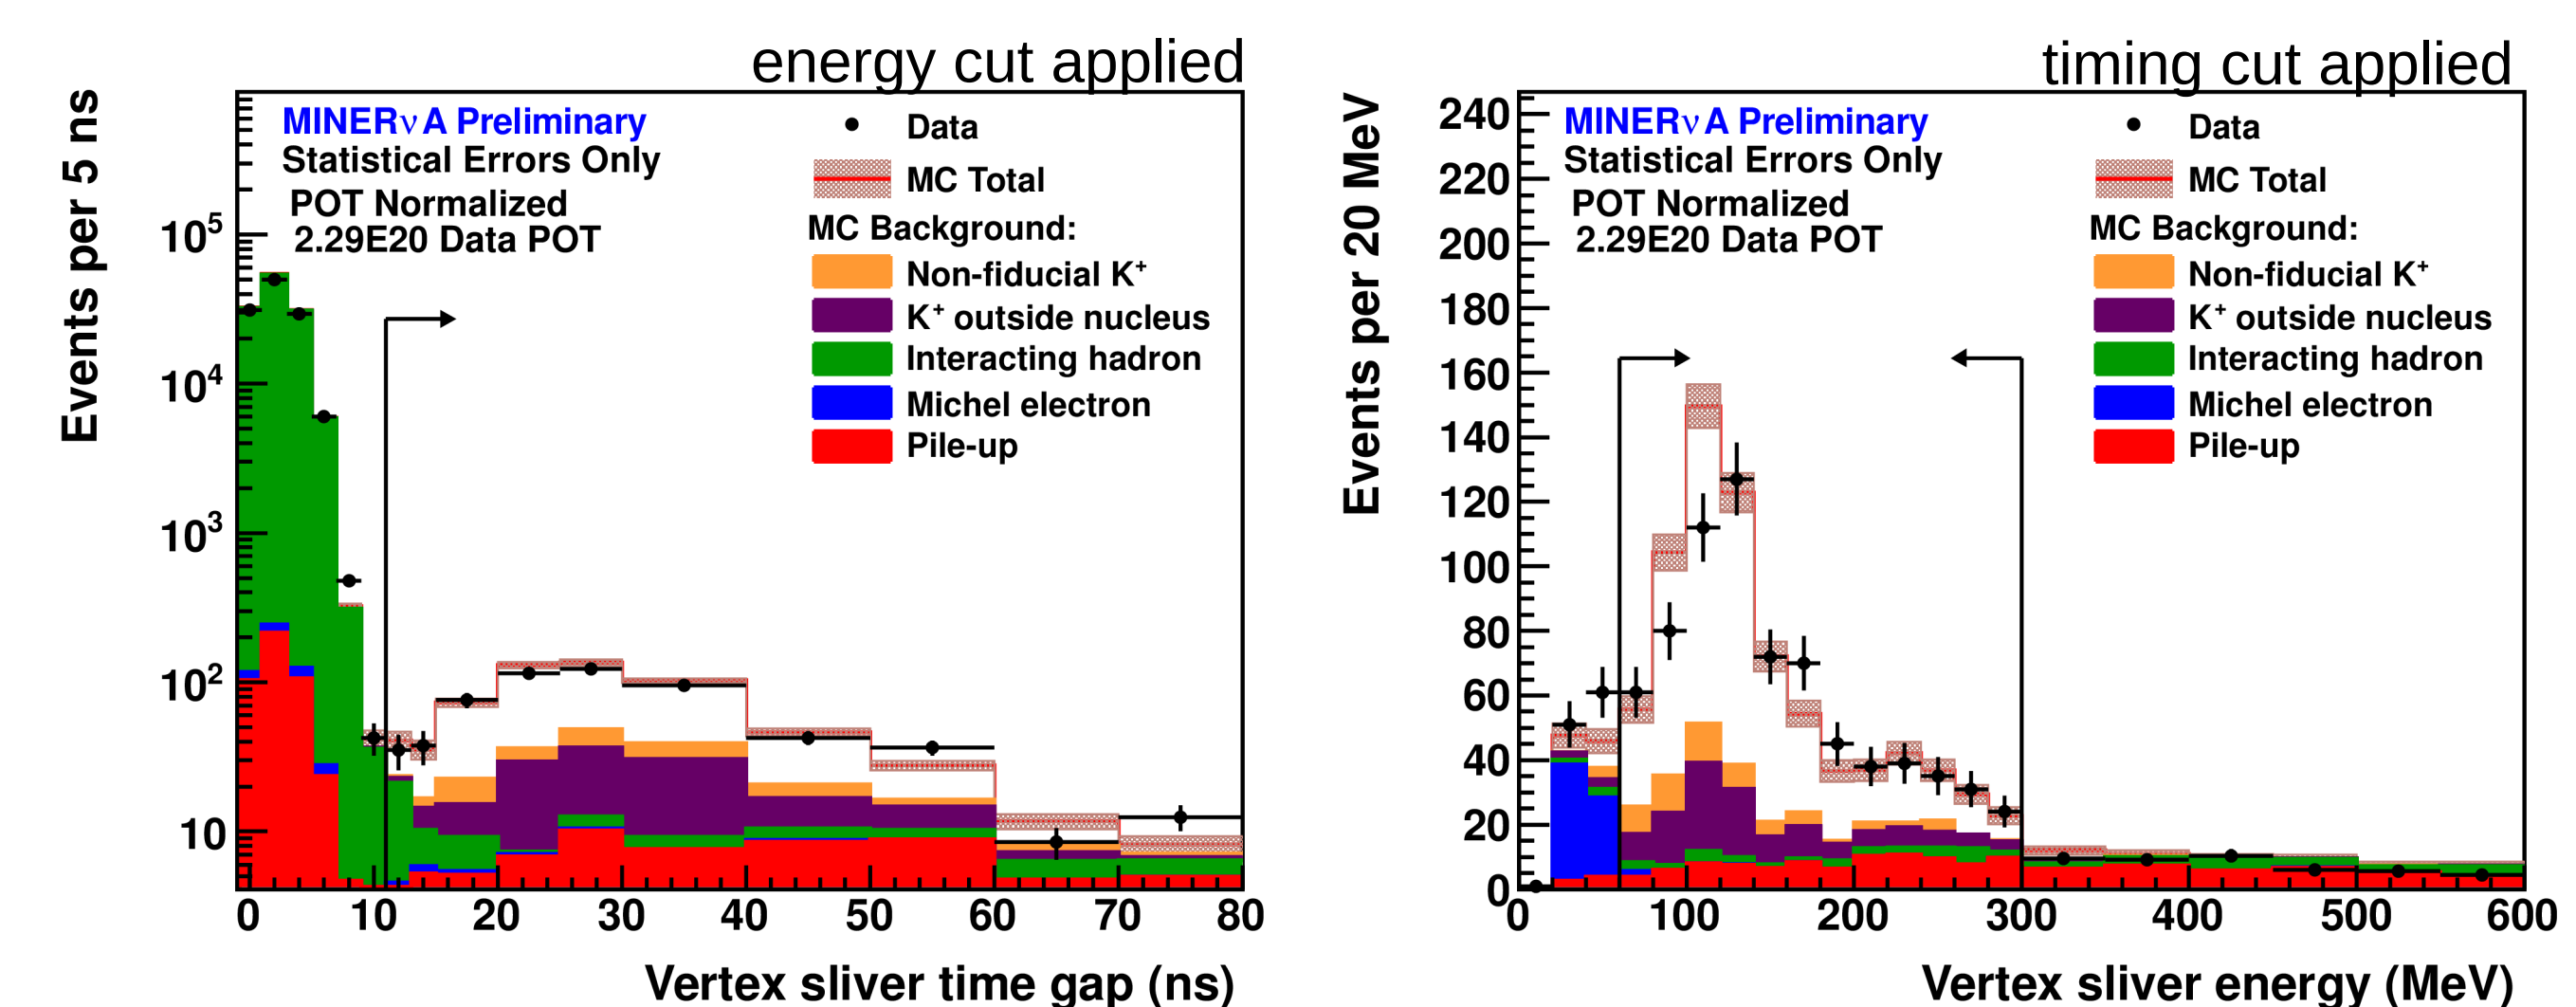 energy cut applied
Events per 5 ns
MINERνA Preliminary
Statistical Errors Only
POT Normalized
2.29E20 Data POT
Data
MC Total
MC Background:
Non-fiducial K⁺
K⁺ outside nucleus
Interacting hadron
Michel electron
Pile-up
10⁵
10⁴
10³
10²
10
0 10 20 30 40 50 60 70 80
Vertex sliver time gap (ns)
timing cut applied
Events per 20 MeV
MINERνA Preliminary
Statistical Errors Only
POT Normalized
2.29E20 Data POT
Data
MC Total
MC Background:
Non-fiducial K⁺
K⁺ outside nucleus
Interacting hadron
Michel electron
Pile-up
240
220
200
180
160
140
120
100
80
60
40
20
0
0 100 200 300 400 500 600
Vertex sliver energy (MeV)